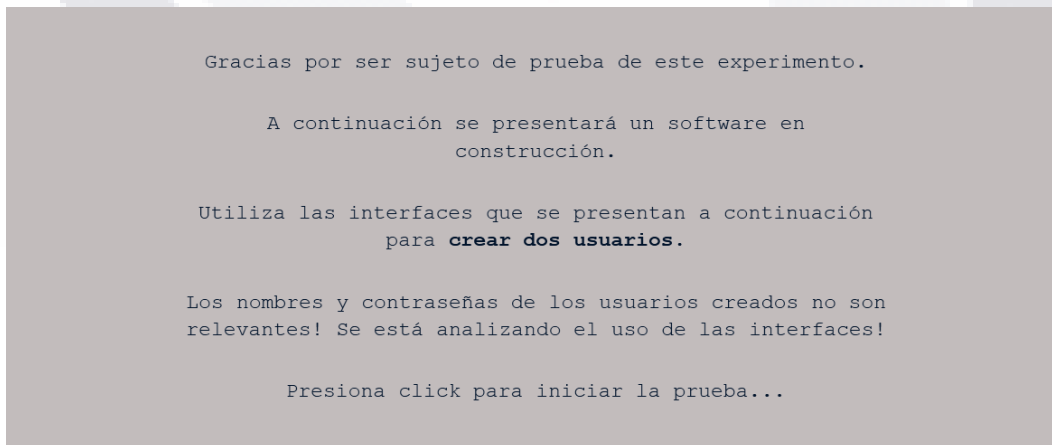 Gracias por ser sujeto de prueba de este experimento.
A continuación se presentará un software en
construcción.
Utiliza las interfaces que se presentan a continuación
para crear dos usuarios.
Los nombres y contraseñas de los usuarios creados no son
relevantes! Se está analizando el uso de las interfaces!
Presiona click para iniciar la prueba...